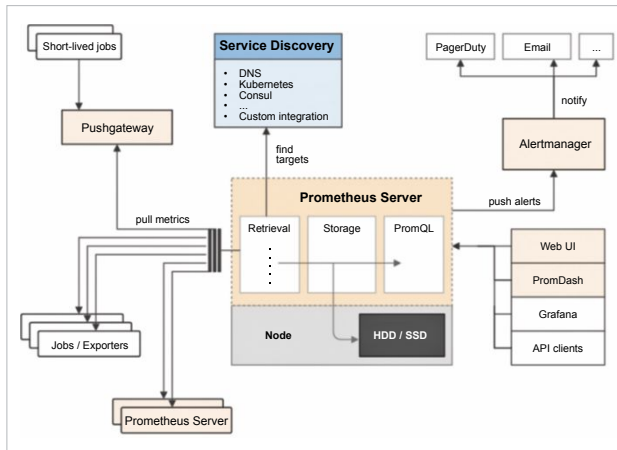 Short-lived jobs
Service Discovery
• DNS
• Kubernetes
• Consul
• ...
• Custom integration
PagerDuty
Email
...
notify
Pushgateway
find
targets
Alertmanager
pull metrics
Prometheus Server
push alerts
Retrieval
Storage
PromQL
Web UI
PromDash
Grafana
API clients
Jobs / Exporters
Node
HDD / SSD
Prometheus Server